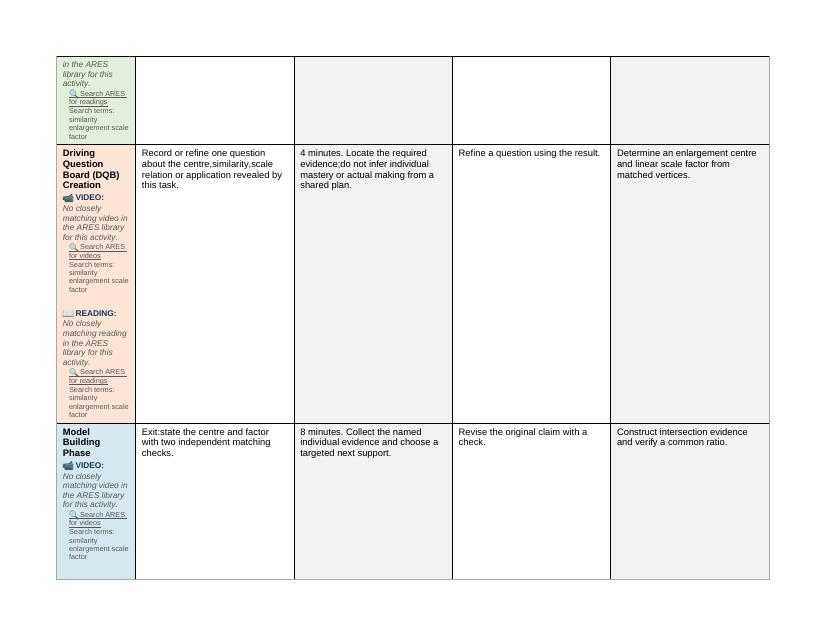 in the ARES
library for this
activity.
🔍 Search ARES
for readings
Search terms:
similarity
enlargement scale
factor
Driving
Question
Board (DQB)
Creation
📹 VIDEO:
No closely
matching video in
the ARES library
for this activity.
🔍 Search ARES
for videos
Search terms:
similarity
enlargement scale
factor
📖 READING:
No closely
matching reading
in the ARES
library for this
activity.
🔍 Search ARES
for readings
Search terms:
similarity
enlargement scale
factor
Record or refine one question
about the centre,similarity,scale
relation or application revealed by
this task.
4 minutes. Locate the required
evidence;do not infer individual
mastery or actual making from a
shared plan.
Refine a question using the result.
Determine an enlargement centre
and linear scale factor from
matched vertices.
Model
Building
Phase
📹 VIDEO:
No closely
matching video in
the ARES library
for this activity.
🔍 Search ARES
for videos
Search terms:
similarity
enlargement scale
factor
Exit:state the centre and factor
with two independent matching
checks.
8 minutes. Collect the named
individual evidence and choose a
targeted next support.
Revise the original claim with a
check.
Construct intersection evidence
and verify a common ratio.